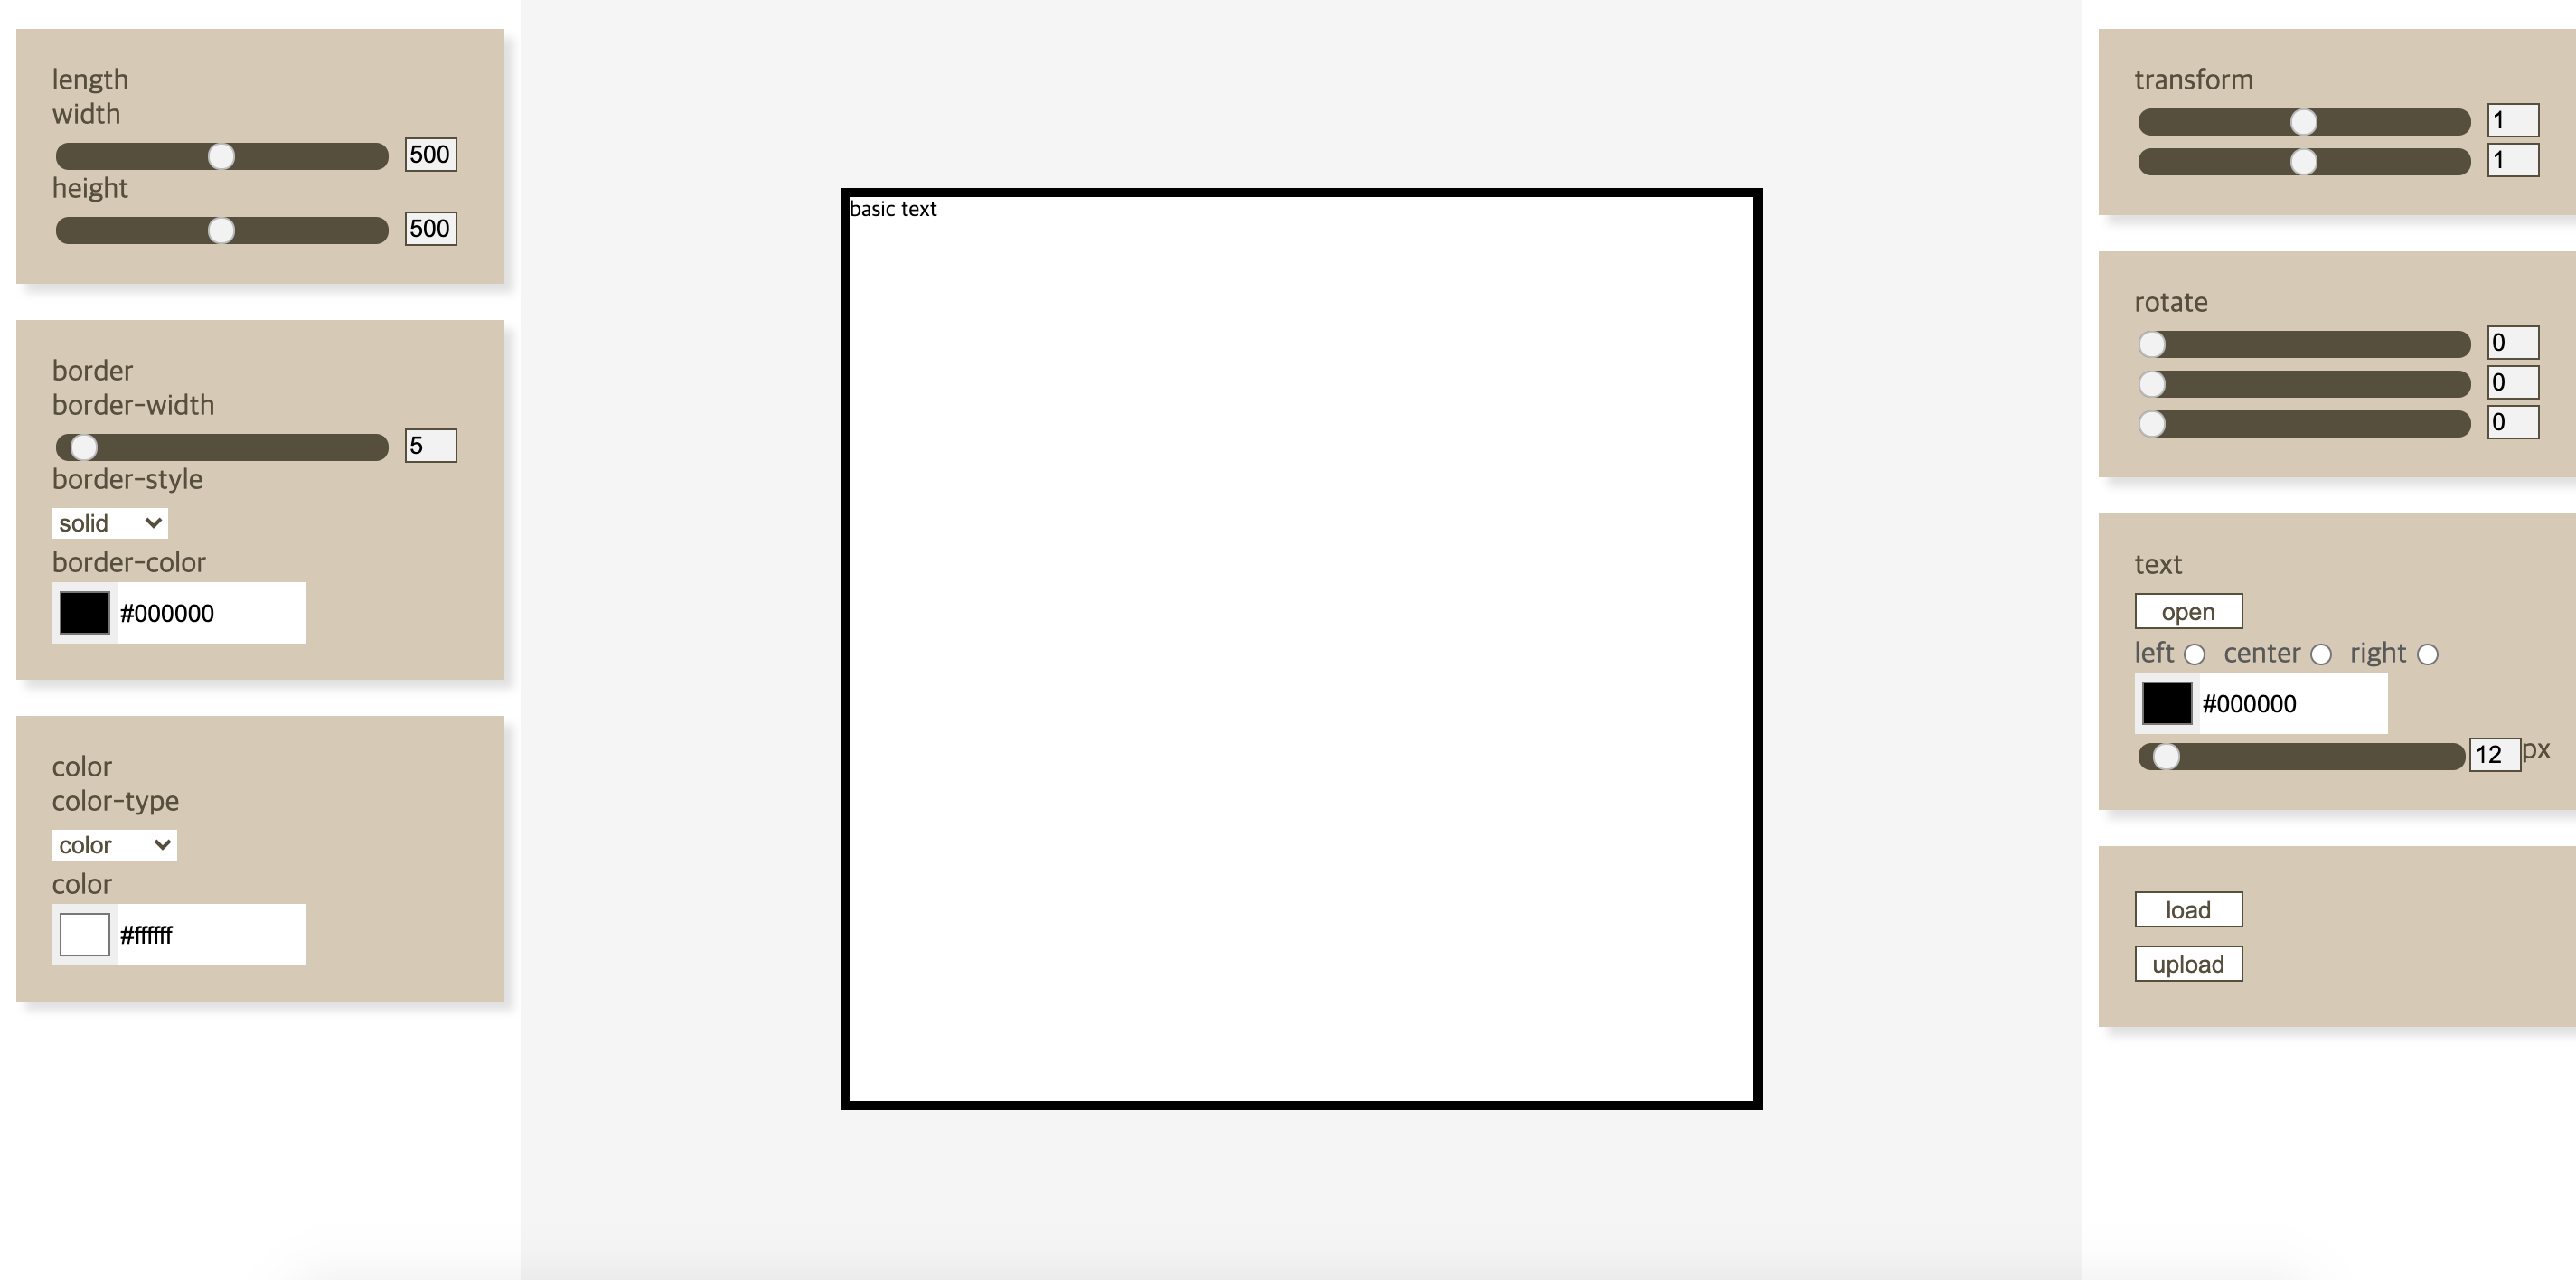 length
width
500
height
500
border
border-width
5
border-style
solid
border-color
#000000
color
color-type
color
color
#ffffff
basic text
transform
1
1
rotate
0
0
0
text
open
left center right
#000000
12 px
load
upload